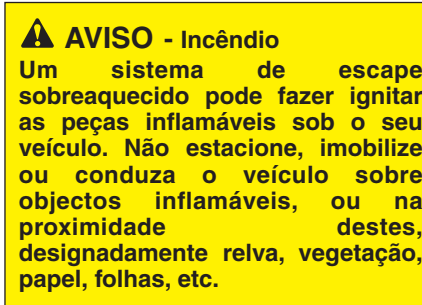 AVISO - Incêndio
Um sistema de escape
sobreaquecido pode fazer ignitar
as peças inflamáveis sob o seu
veículo. Não estacione, imobilize
ou conduza o veículo sobre
objectos inflamáveis, ou na
proximidade destes,
designadamente relva, vegetação,
papel, folhas, etc.